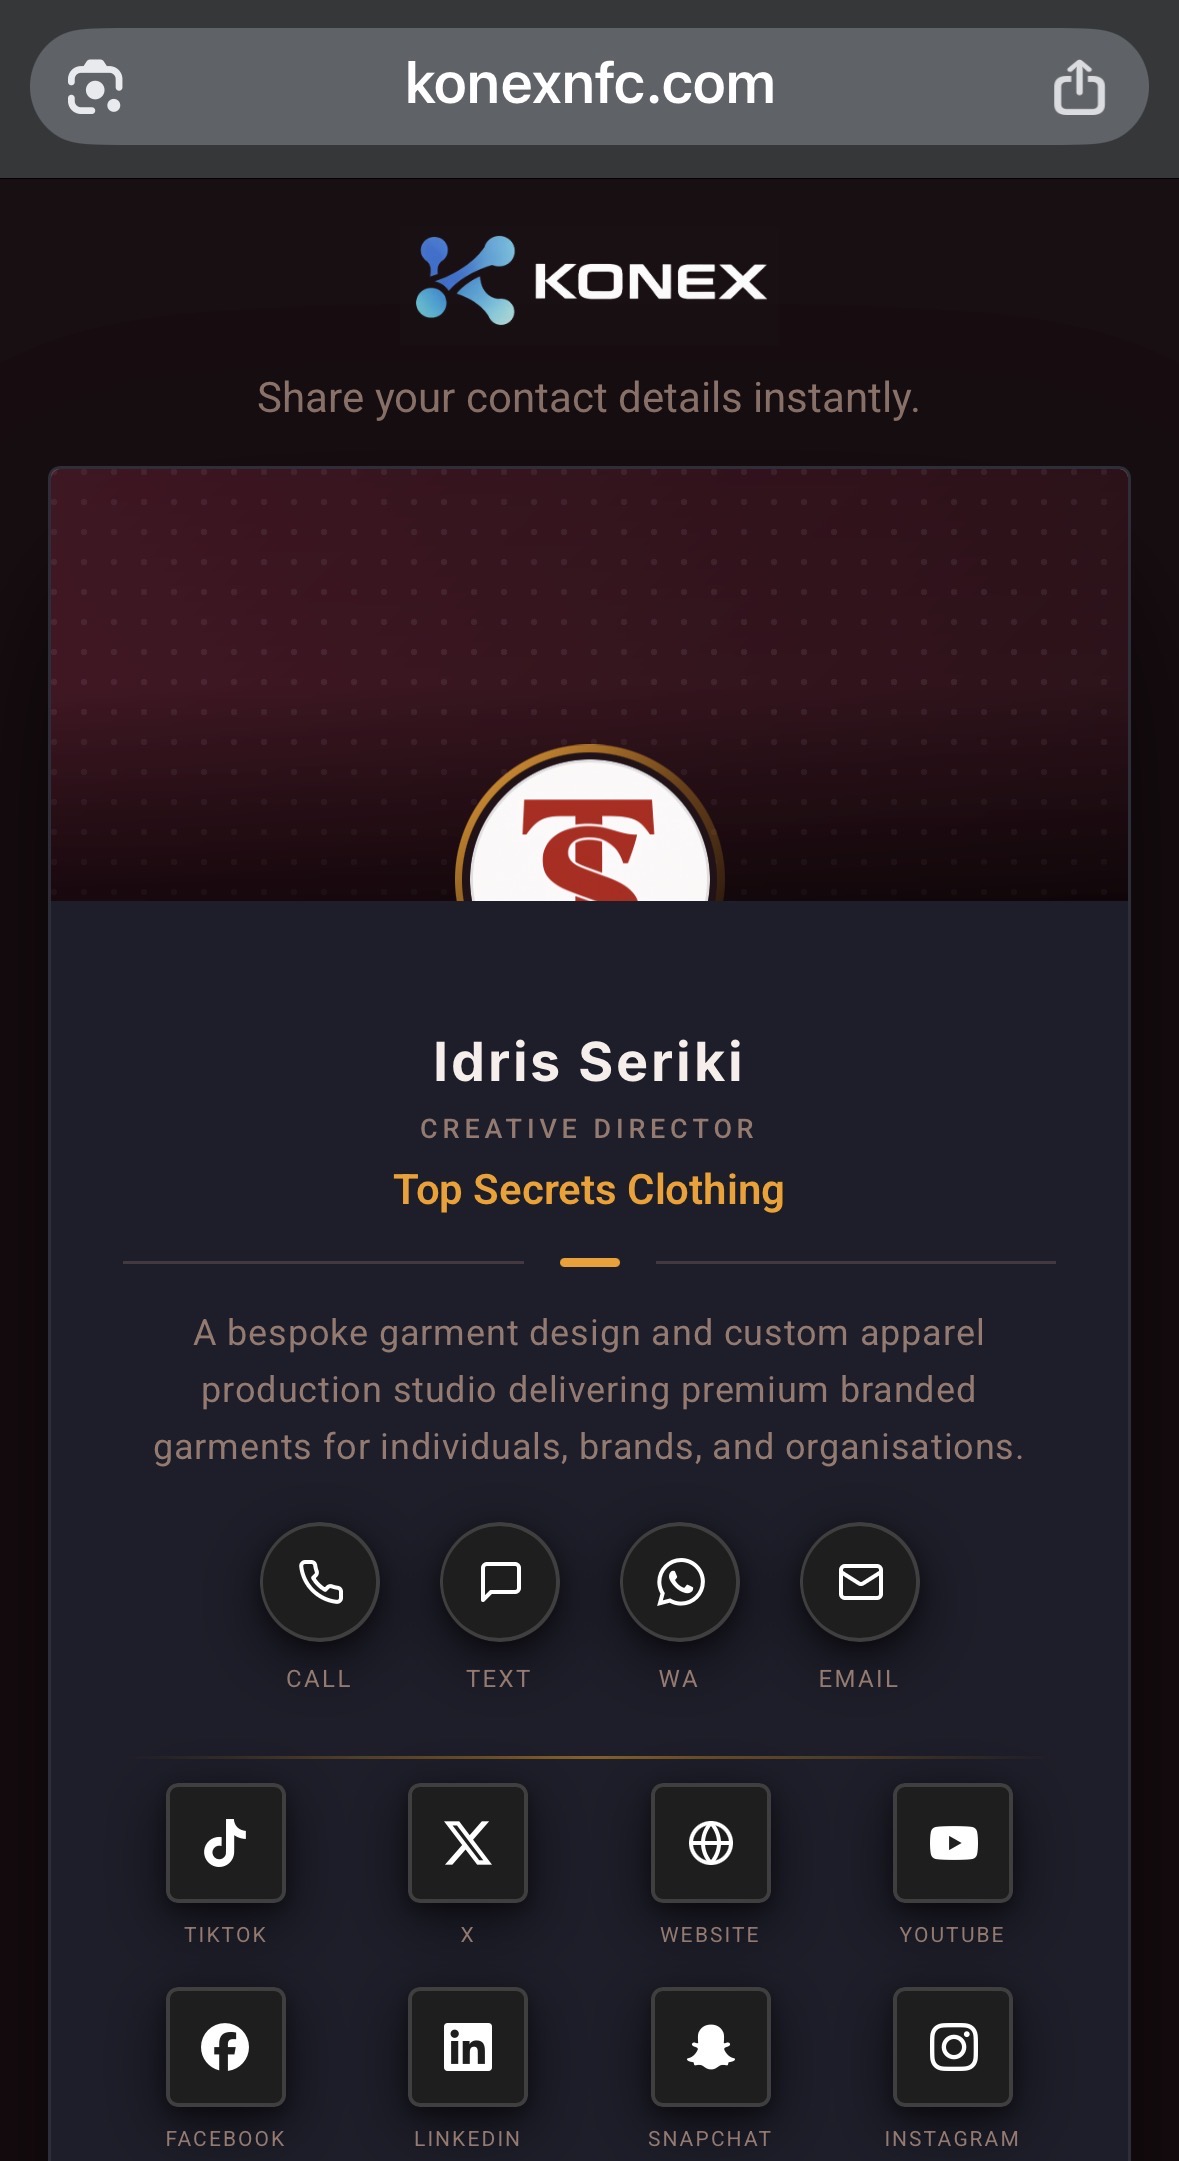 konexnfc.com
KONEX
Share your contact details instantly.
TS
Idris Seriki
CREATIVE DIRECTOR
Top Secrets Clothing
A bespoke garment design and custom apparel
production studio delivering premium branded
garments for individuals, brands, and organisations.
CALL
TEXT
WA
EMAIL
TIKTOK
X
WEBSITE
YOUTUBE
FACEBOOK
LINKEDIN
SNAPCHAT
INSTAGRAM